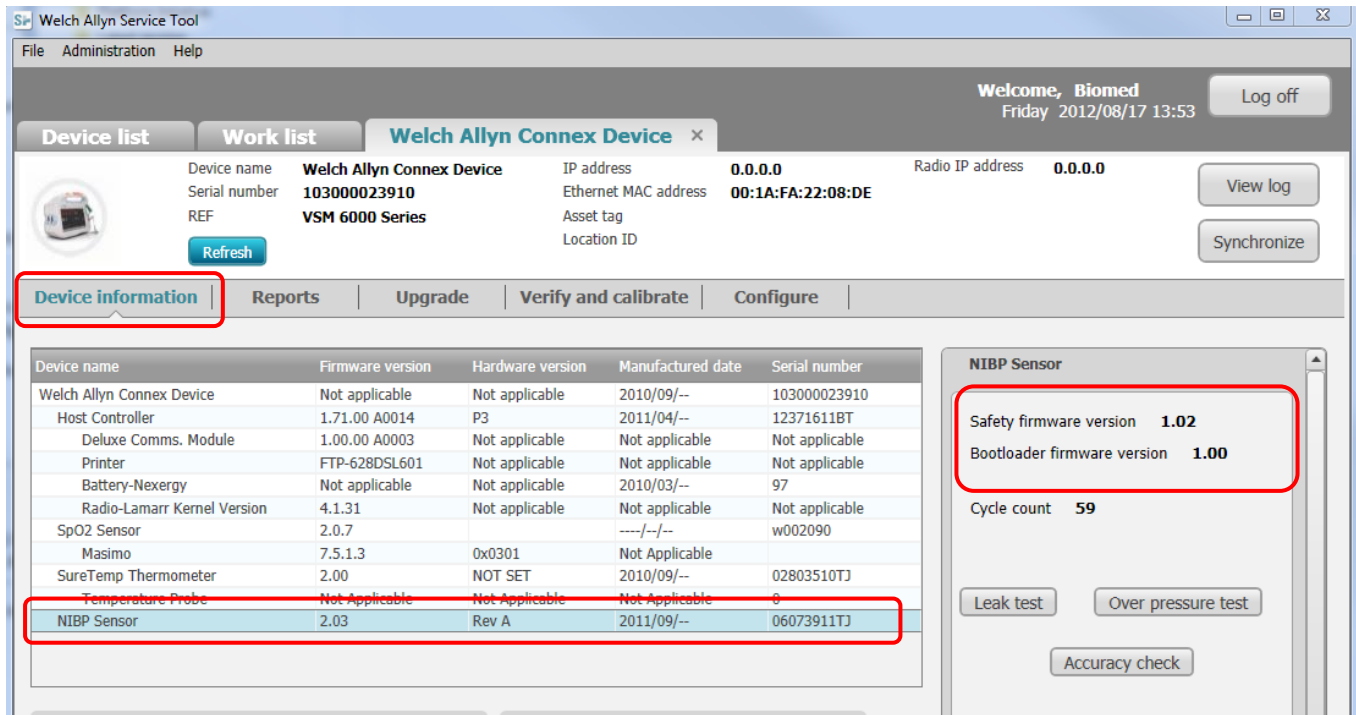 Welch Allyn Service Tool
File Administration Help
Welcome, Biomed
Friday 2012/08/17 13:53
Log off
Device list Work list Welch Allyn Connex Device ×
Device name Welch Allyn Connex Device IP address 0.0.0.0 Radio IP address 0.0.0.0
Serial number 103000023910 Ethernet MAC address 00:1A:FA:22:08:DE
REF VSM 6000 Series Asset tag
Location ID
View log
Refresh
Synchronize
Device information Reports Upgrade Verify and calibrate Configure
Device name Firmware version Hardware version Manufactured date Serial number
Welch Allyn Connex Device Not applicable Not applicable 2010/09/-- 103000023910
Host Controller 1.71.00 A0014 P3 2011/04/-- 12371611BT
Deluxe Comms. Module 1.00.00 A0003 Not applicable Not applicable Not applicable
Printer FTP-628DSL601 Not applicable Not applicable Not applicable
Battery-Nexergy Not applicable Not applicable 2010/03/-- 97
Radio-Lamarr Kernel Version 4.1.31 Not applicable Not applicable Not applicable
SpO2 Sensor 2.0.7 ----/--/-- w002090
Masimo 7.5.1.3 0x0301 Not Applicable
SureTemp Thermometer 2.00 NOT SET 2010/09/-- 02803510TJ
Temperature Probe Not Applicable Not Applicable Not Applicable 0
NIBP Sensor 2.03 Rev A 2011/09/-- 06073911TJ
NIBP Sensor
Safety firmware version 1.02
Bootloader firmware version 1.00
Cycle count 59
Leak test Over pressure test
Accuracy check